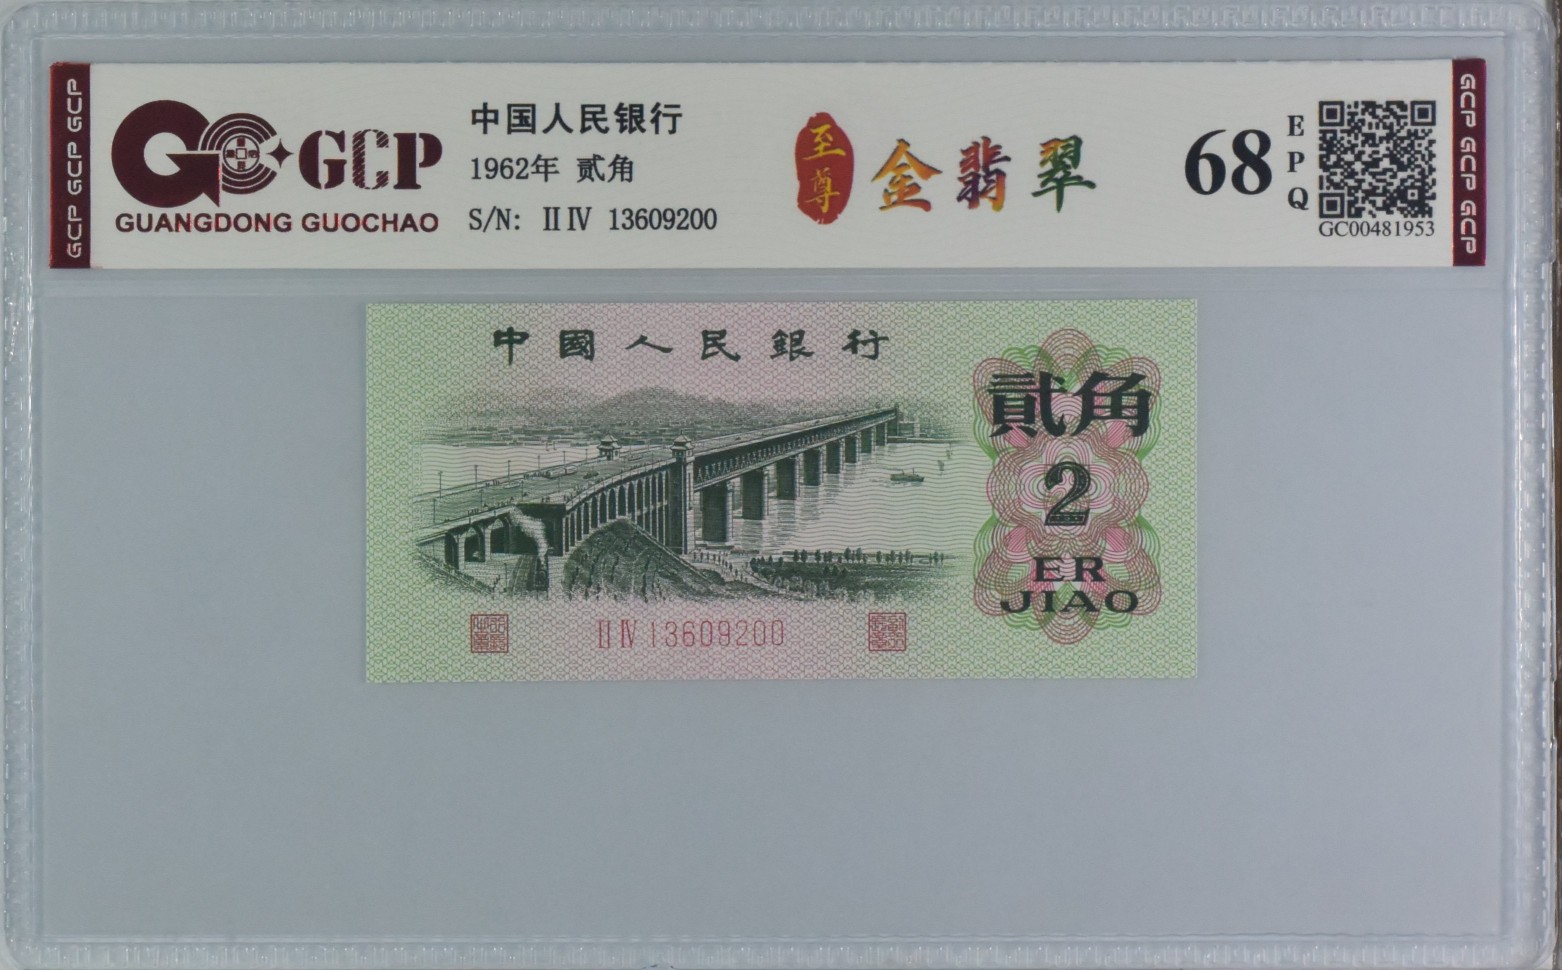 GCP GCP GCP
GCP
GUANGDONG GUOCHAO
中国人民银行
1962年 贰角
S/N: ⅡⅣ 13609200
至尊
金翡翠
68
EPQ
GC00481953
GCP GCP GCP
中國人民銀行
貳角
2
ER
JIAO
ⅡⅣ13609200